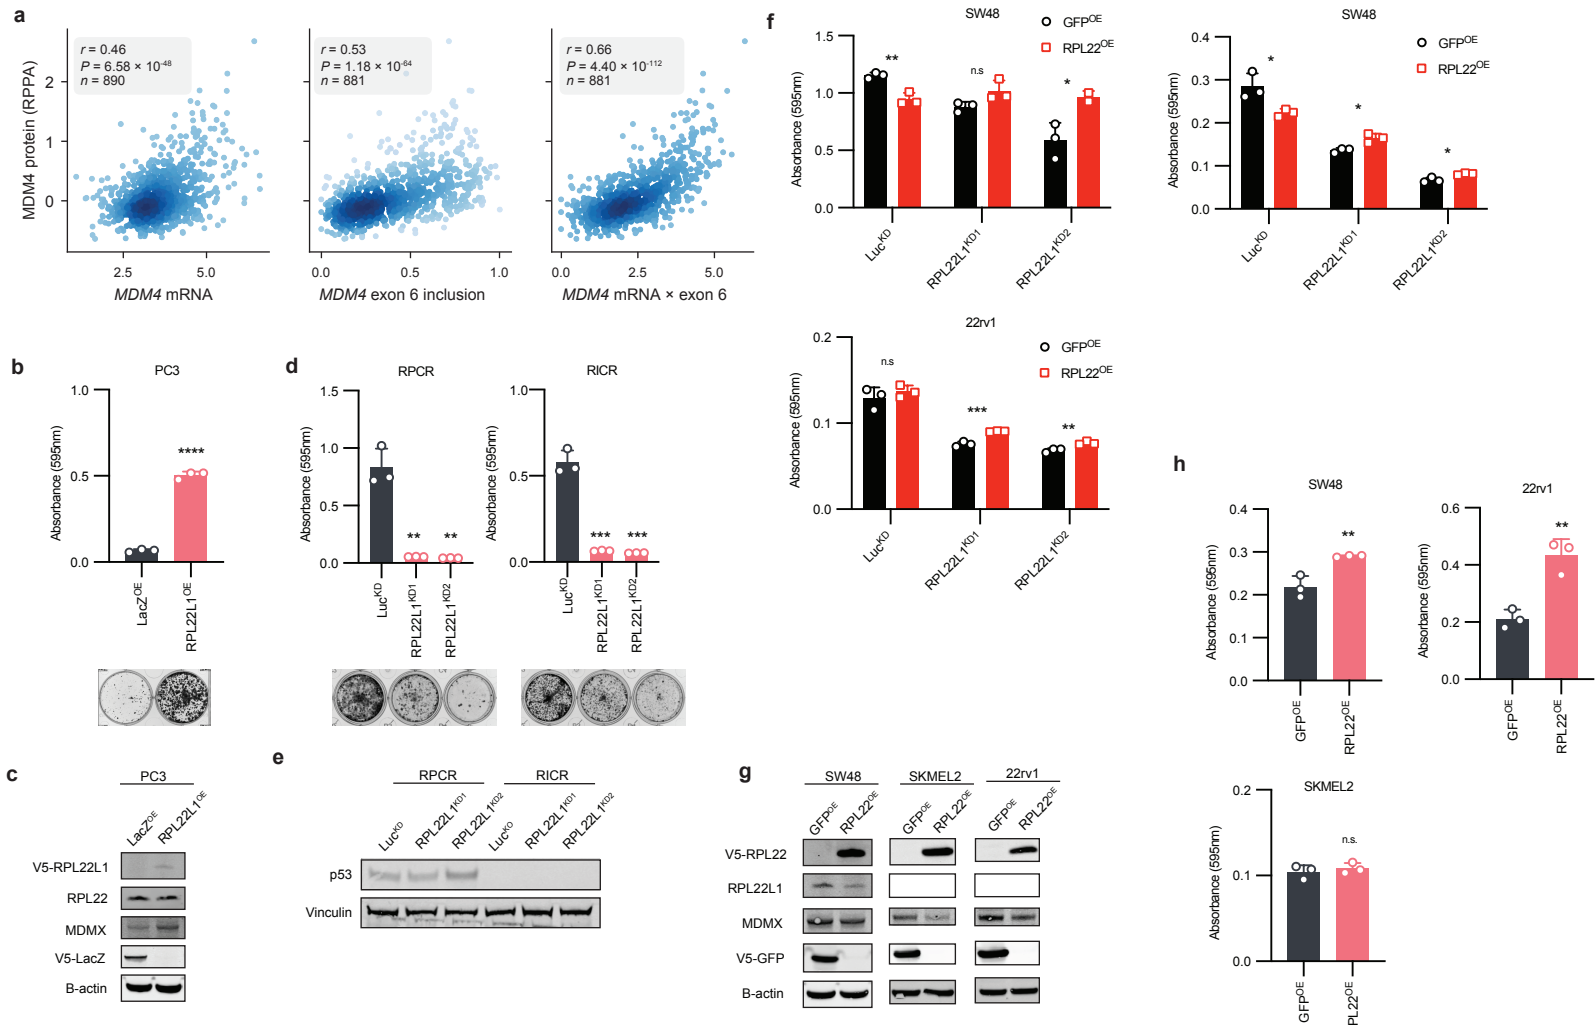 a
MDM4 protein (RPPA)
2
1
0
r = 0.46
P = 6.58 × 10⁻⁴⁸
n = 890
2.5 5.0
MDM4 mRNA
r = 0.53
P = 1.18 × 10⁻⁶⁴
n = 881
0.0 0.5 1.0
MDM4 exon 6 inclusion
r = 0.66
P = 4.40 × 10⁻¹¹²
n = 881
0.0 2.5 5.0
MDM4 mRNA × exon 6
b
PC3
Absorbance (595nm)
1.0
0.5
0.0
****
LacZᴼᴱ
RPL22L1ᴼᴱ
c
PC3
LacZᴼᴱ
RPL22L1ᴼᴱ
V5-RPL22L1
RPL22
MDMX
V5-LacZ
B-actin
d
RPCR
Absorbance (595nm)
1.5
1.0
0.5
0.0
** **
Lucᴷᴰ
RPL22L1ᴷᴰ¹
RPL22L1ᴷᴰ²
RICR
Absorbance (595nm)
1.0
0.5
0.0
*** ***
Lucᴷᴰ
RPL22L1ᴷᴰ¹
RPL22L1ᴷᴰ²
e
RPCR RICR
Lucᴷᴰ
RPL22L1ᴷᴰ¹
RPL22L1ᴷᴰ²
Lucᴷᴼ
RPL22L1ᴷᴰ¹
RPL22L1ᴷᴰ²
p53
Vinculin
f
SW48
GFPᴼᴱ
RPL22ᴼᴱ
Absorbance (595nm)
1.5
1.0
0.5
0.0
** n.s *
Lucᴷᴰ
RPL22L1ᴷᴰ¹
RPL22L1ᴷᴰ²
SW48
GFPᴼᴱ
RPL22ᴼᴱ
Absorbance (595nm)
0.4
0.3
0.2
0.1
0.0
* * *
Lucᴷᴰ
RPL22L1ᴷᴰ¹
RPL22L1ᴷᴰ²
22rv1
GFPᴼᴱ
RPL22ᴼᴱ
Absorbance (595nm)
0.2
0.1
0.0
n.s *** **
Lucᴷᴰ
RPL22L1ᴷᴰ¹
RPL22L1ᴷᴰ²
g
SW48 SKMEL2 22rv1
GFPᴼᴱ
RPL22ᴼᴱ
GFPᴼᴱ
RPL22ᴼᴱ
GFPᴼᴱ
RPL22ᴼᴱ
V5-RPL22
RPL22L1
MDMX
V5-GFP
B-actin
h
SW48
Absorbance (595nm)
0.4
0.3
0.2
0.1
0.0
**
GFPᴼᴱ
RPL22ᴼᴱ
22rv1
Absorbance (595nm)
0.6
0.4
0.2
0.0
**
GFPᴼᴱ
RPL22ᴼᴱ
SKMEL2
Absorbance (595nm)
0.2
0.1
0.0
n.s.
GFPᴼᴱ
PL22ᴼᴱ